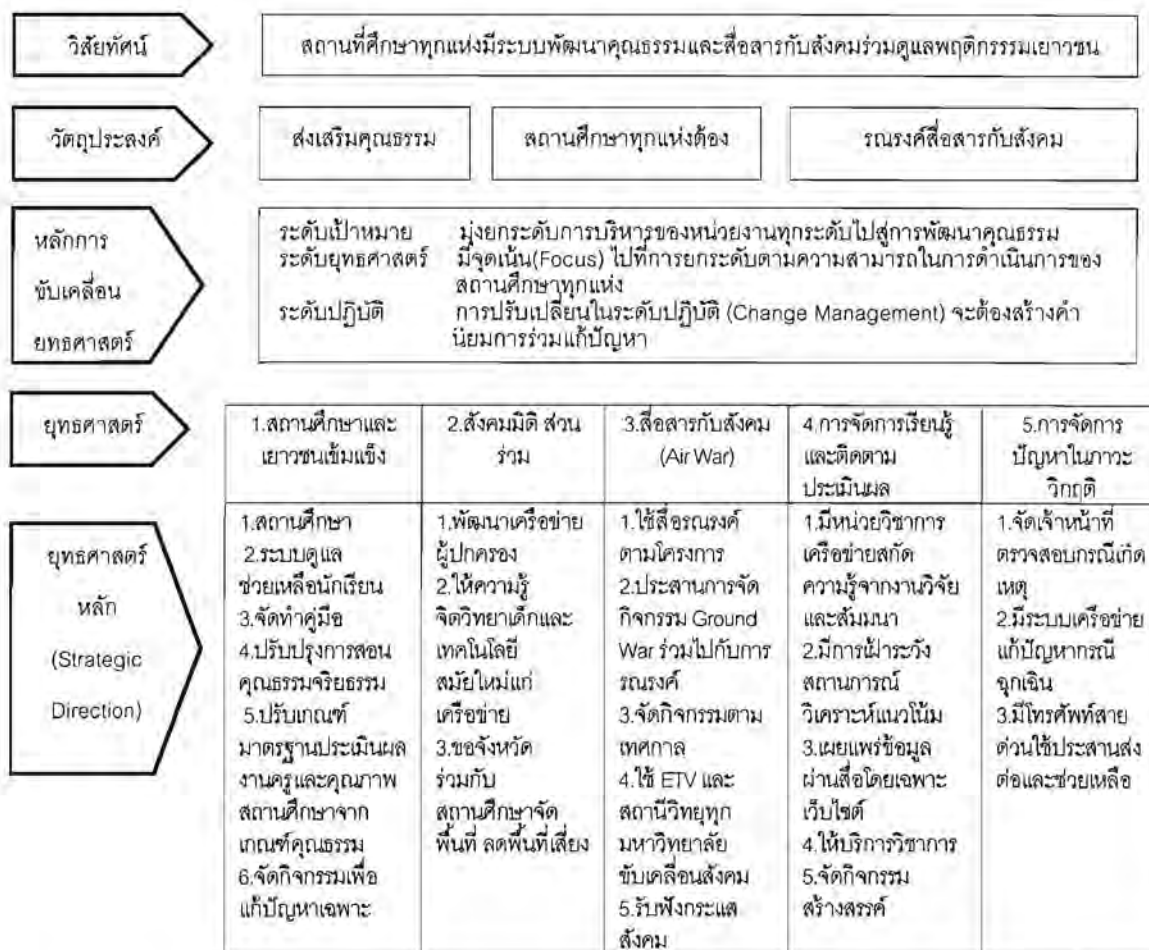 วิสัยทัศน์
สถานที่ศึกษาทุกแห่งมีระบบพัฒนาคุณธรรมและสื่อสารกับสังคมร่วมดูแลพฤติกรรรมเยาวชน
วัตถุประสงค์
ส่งเสริมคุณธรรม
สถานศึกษาทุกแห่งต้อง
รณรงค์สื่อสารกับสังคม
หลักการ
ขับเคลื่อน
ยทธศาสตร์
ระดับเป้าหมาย มุ่งยกระดับการบริหารของหน่วยงานทุกระดับไปสู่การพัฒนาคุณธรรม
ระดับยุทธศาสตร์ มีจุดเน้น(Focus) ไปที่การยกระดับตามความสามารถในการดำเนินการของ
สถานศึกษาทุกแห่ง
ระดับปฏิบัติ การปรับเปลี่ยนในระดับปฏิบัติ (Change Management) จะต้องสร้างค่า
นิยมการร่วมแก้ปัญหา
ยุทธศาสตร์
1.สถานศึกษาและ
เยาวชนเข้มแข็ง
2.สังคมมิติ ส่วน
ร่วม
3.สื่อสารกับสังคม
(Air War)
4.การจัดการเรียนรู้
และติดตาม
ประเมินผล
5.การจัดการ
ปัญหาในภาวะ
วิกฤติ
ยุทธศาสตร์
หลัก
(Strategic
Direction)
1.สถานศึกษา
2.ระบบดูแล
ช่วยเหลือนักเรียน
3.จัดทำคู่มือ
4.ปรับปรุงการสอน
คุณธรรมจริยธรรม
5.ปรับเกณฑ์
มาตรฐานประเมินผล
งานครูและคุณภาพ
สถานศึกษาจาก
เกณฑ์คุณธรรม
6.จัดกิจกรรมเพื่อ
แก้ปัญหาเฉพาะ
1.พัฒนาเครือข่าย
ผู้ปกครอง
2.ให้ความรู้
จิตวิทยาเด็กและ
เทคโนโลยี
สมัยใหม่แก่
เครือข่าย
3.ขอจังหวัด
ร่วมกับ
สถานศึกษาจัด
พื้นที่ ลดพื้นที่เสี่ยง
1.ใช้สื่อรณรงค์
ตามโครงการ
2.ประสานการจัด
กิจกรรม Ground
War ร่วมไปกับการ
รณรงค์
3.จัดกิจกรรมตาม
เทศกาล
4.ใช้ ETV และ
สถานีวิทยุทุก
มหาวิทยาลัย
ขับเคลื่อนสังคม
5.รับฟังกระแส
สังคม
1.มีหน่วยวิชาการ
เครือข่ายสกัด
ความรู้จากงานวิจัย
และสัมมนา
2.มีการเฝ้าระวัง
สถานการณ์
วิเคราะห์แนวโน้ม
3.เผยแพร่ข้อมูล
ผ่านสื่อโดยเฉพาะ
เว็บไซต์
4.ให้บริการวิชาการ
5.จัดกิจกรรม
สร้างสรรค์
1.จัดเจ้าหน้าที่
ตรวจสอบกรณีเกิด
เหตุ
2.มีระบบเครือข่าย
แก้ปัญหากรณี
ฉุกเฉิน
3.มีโทรศัพท์สาย
ด่วนใช้ประสานส่ง
ต่อและช่วยเหลือ